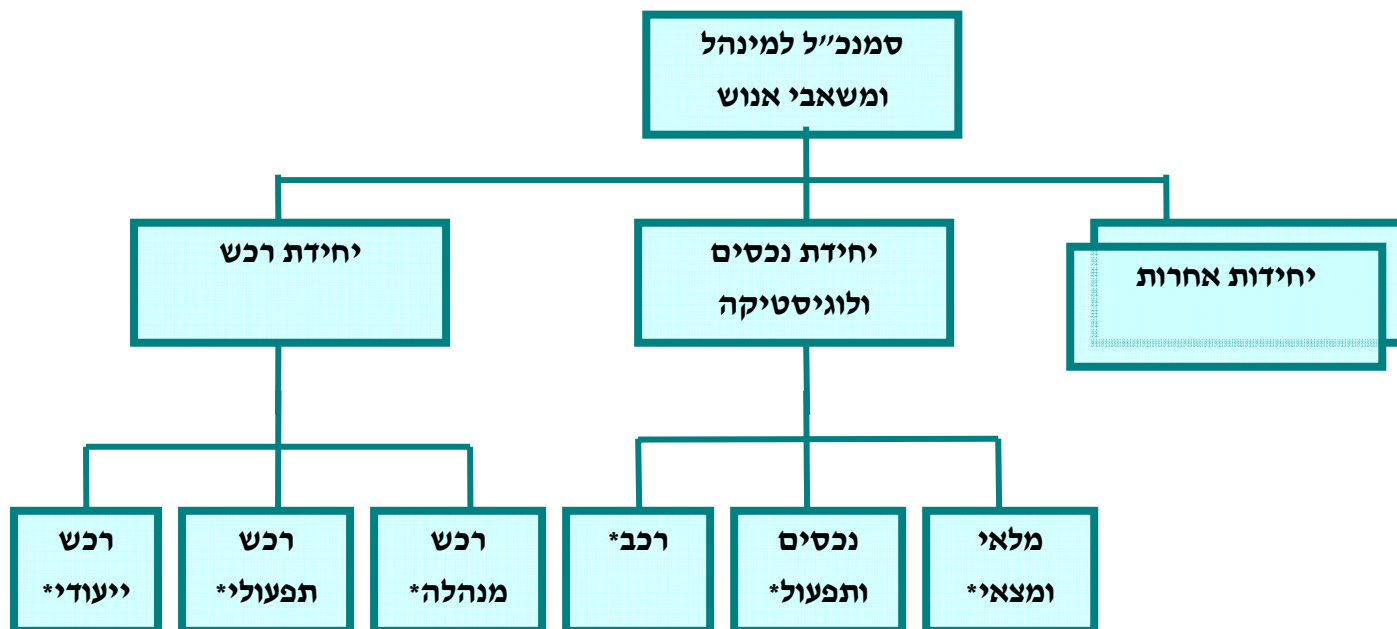 סמנכ״ל למינהל
ומשאבי אנוש
יחידות אחרות
יחידת נכסים
ולוגיסטיקה
יחידת רכש
מלאי
ומצאי*
נכסים
ותפעול*
רכב*
רכש
מנהלה*
רכש
תפעולי*
רכש
ייעודי*